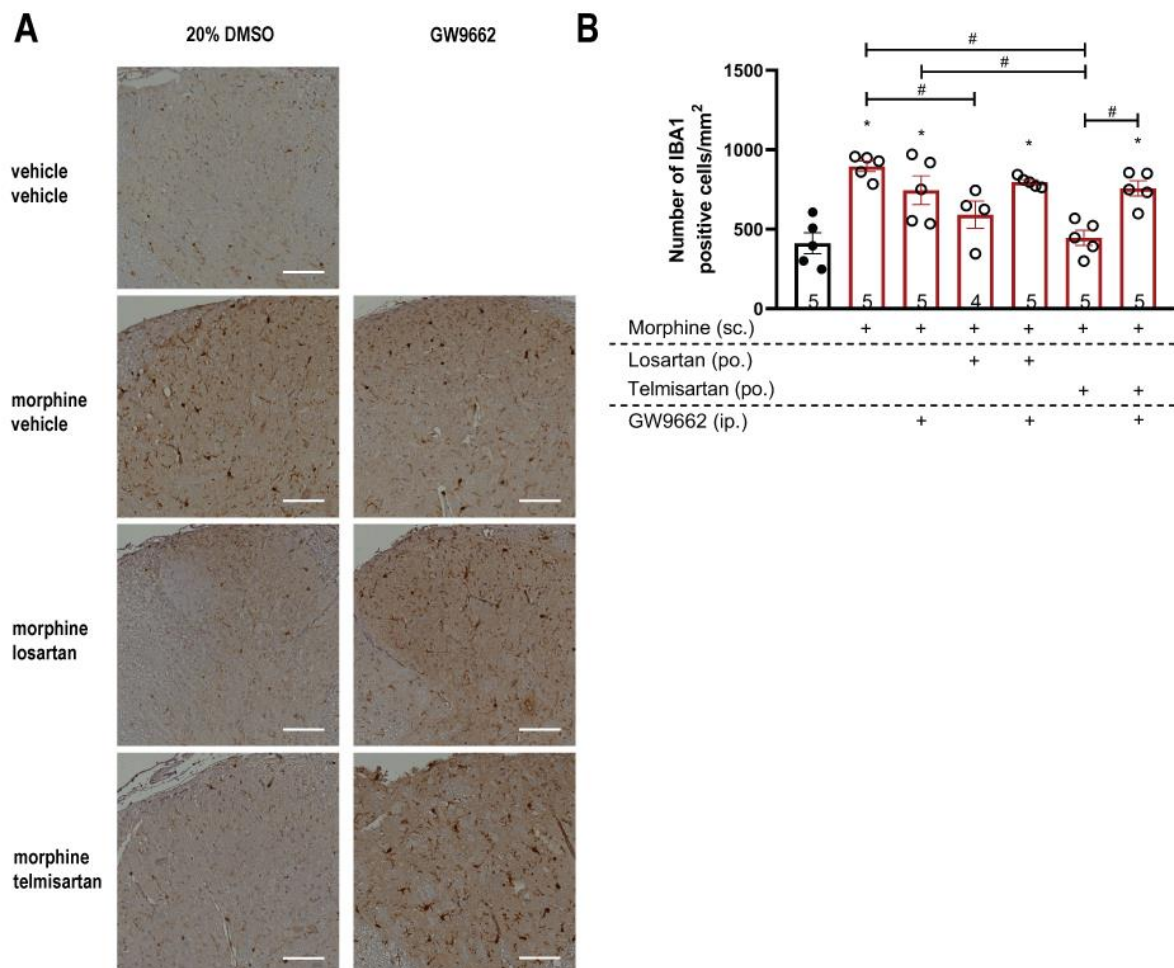 A
20% DMSO
GW9662
vehicle
vehicle
morphine
vehicle
morphine
losartan
morphine
telmisartan
B
#
#
#
#
* * * *
Number of IBA1
positive cells/mm²
1500
1000
500
0
5 5 5 4 5 5 5
Morphine (sc.) + + + + + +
Losartan (po.) + +
Telmisartan (po.) + +
GW9662 (ip.) + + +